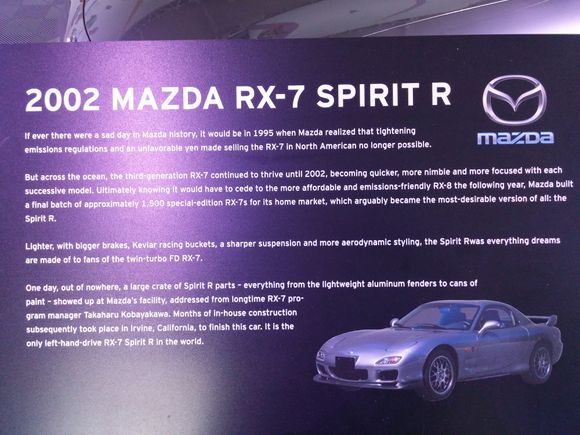 2002 MAZDA RX-7 SPIRIT R
mazda
If ever there were a sad day in Mazda history, it would be in 1995 when Mazda realized that tightening
emissions regulations and an unfavorable yen made selling the RX-7 in North American no longer possible.
But across the ocean, the third-generation RX-7 continued to thrive until 2002, becoming quicker, more nimble and more focused with each
successive model. Ultimately knowing it would have to cede to the more affordable and emissions-friendly RX-8 the following year, Mazda built
a final batch of approximately 1,500 special-edition RX-7s for its home market, which arguably became the most-desirable version of all: the
Spirit R.
Lighter, with bigger brakes, Kevlar racing buckets, a sharper suspension and more aerodynamic styling, the Spirit Rwas everything dreams
are made of to fans of the twin-turbo FD RX-7.
One day, out of nowhere, a large crate of Spirit R parts – everything from the lightweight aluminum fenders to cans of
paint – showed up at Mazda's facility, addressed from longtime RX-7 pro-
gram manager Takaharu Kobayakawa. Months of in-house construction
subsequently took place in Irvine, California, to finish this car. It is the
only left-hand-drive RX-7 Spirit R in the world.